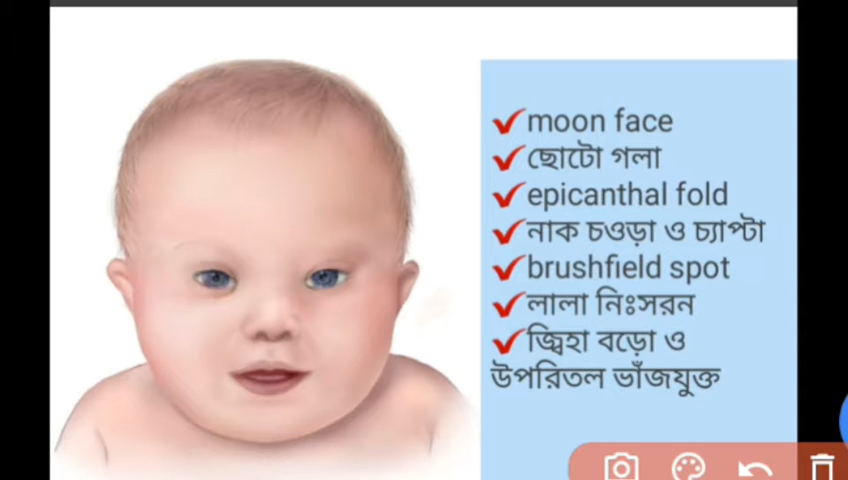 moon face
ছোটো গলা
epicanthal fold
নাক চওড়া ও চ্যাপ্টা
brushfield spot
লালা নিঃসরন
জ্বিহা বড়ো ও
উপরিতল ভাঁজযুক্ত